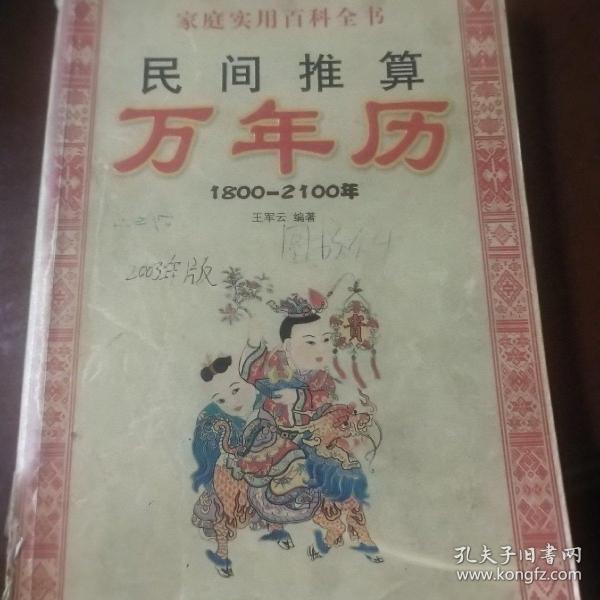 家庭实用百科全书
民间推算
万年历
1800-2100年
王军云 编著
2003年版
貴
孔夫子旧书网
www.kongfz.com